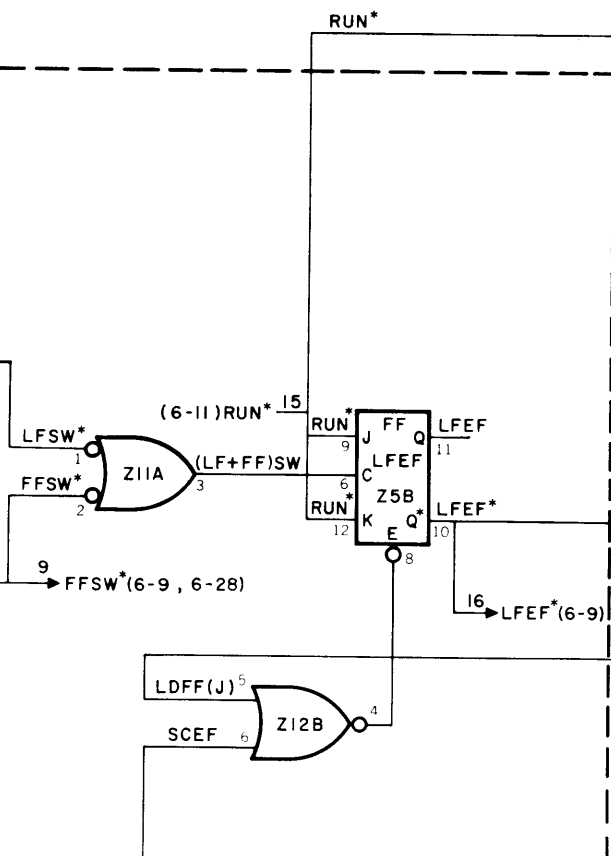 RUN*
(6-11)RUN* 15
RUN* 9
J FF Q
LFEF 11
LFSW* 1
(LF+FF)SW
Z11A 3
C LFEF
6
Z5B
FFSW* 2
RUN* 12
K Q*
LFEF* 10
E
8
9
FFSW*(6-9, 6-28)
16
LFEF*(6-9)
LDFF(J) 5
4
Z12B
SCEF 6